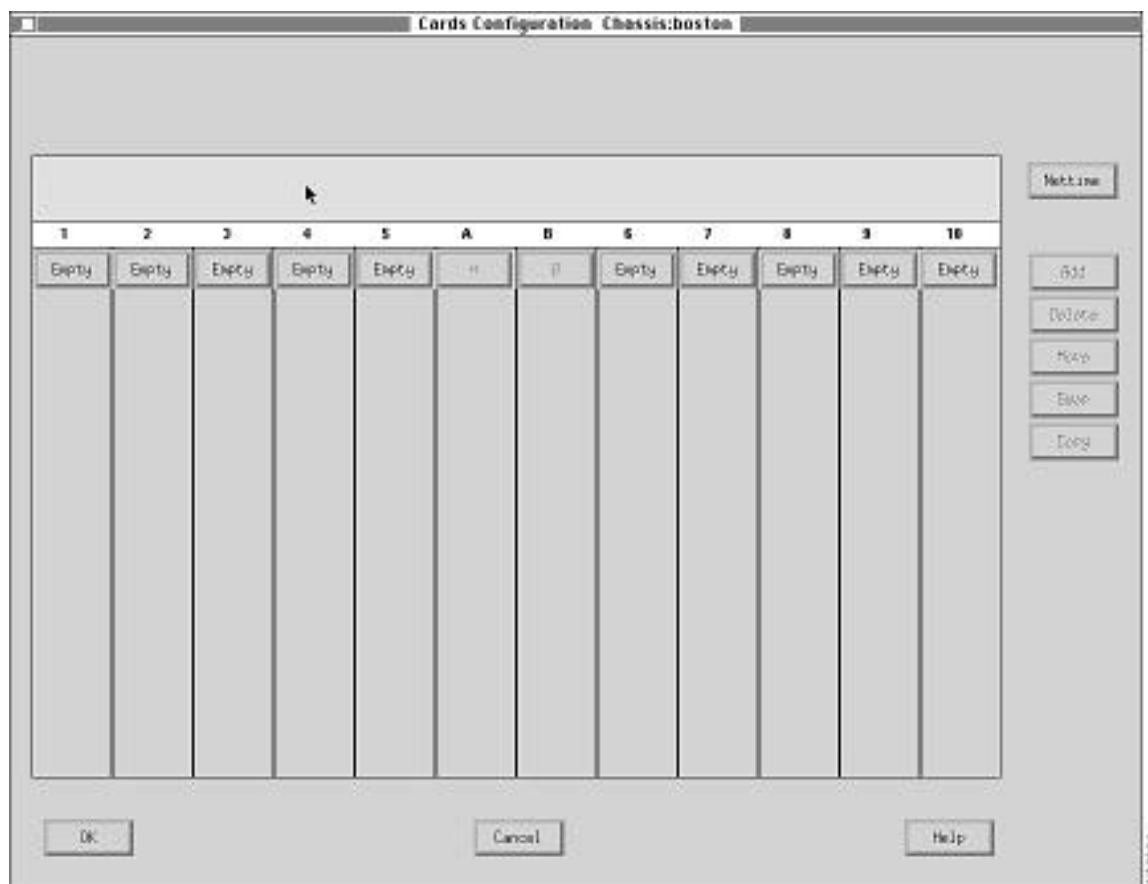 Cards Configuration Chassis:boston
Nettime
1 2 3 4 5 A B 6 7 8 9 10
Empty Empty Empty Empty Empty Empty Empty Empty Empty Empty
Add
Delete
Move
Copy
OK Cancel Help